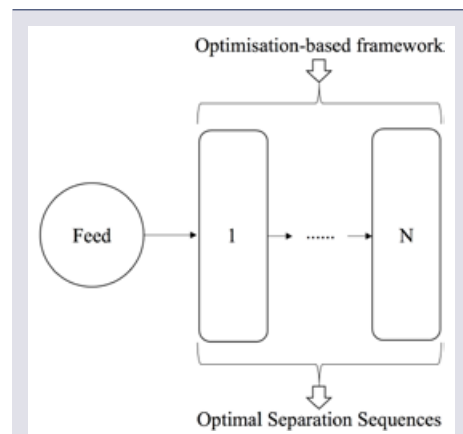 Optimisation-based framework
Feed
1
......
N
Optimal Separation Sequences